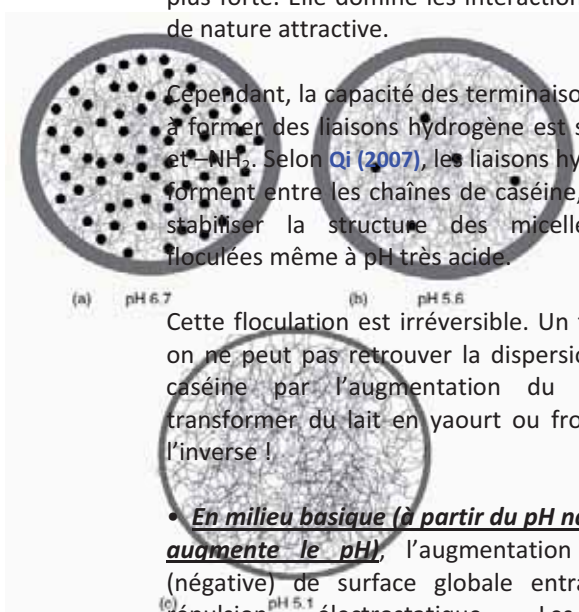 plus forte. Elle domine les interactions
de nature attractive.
Cependant, la capacité des terminaiso
à former des liaisons hydrogène est s
et –NH₂. Selon Qi (2007), les liaisons hy
forment entre les chaînes de caséine,
stabiliser la structure des micelle
floculées même à pH très acide.
(a) pH 6.7 (b) pH 5.6
Cette floculation est irréversible. Un
on ne peut pas retrouver la dispersio
caséine par l’augmentation du
transformer du lait en yaourt ou fro
l’inverse !
• En milieu basique (à partir du pH na
augmente le pH), l’augmentation
(négative) de surface globale entra
(c) pH 5.1
répulsion électrostatique. Les